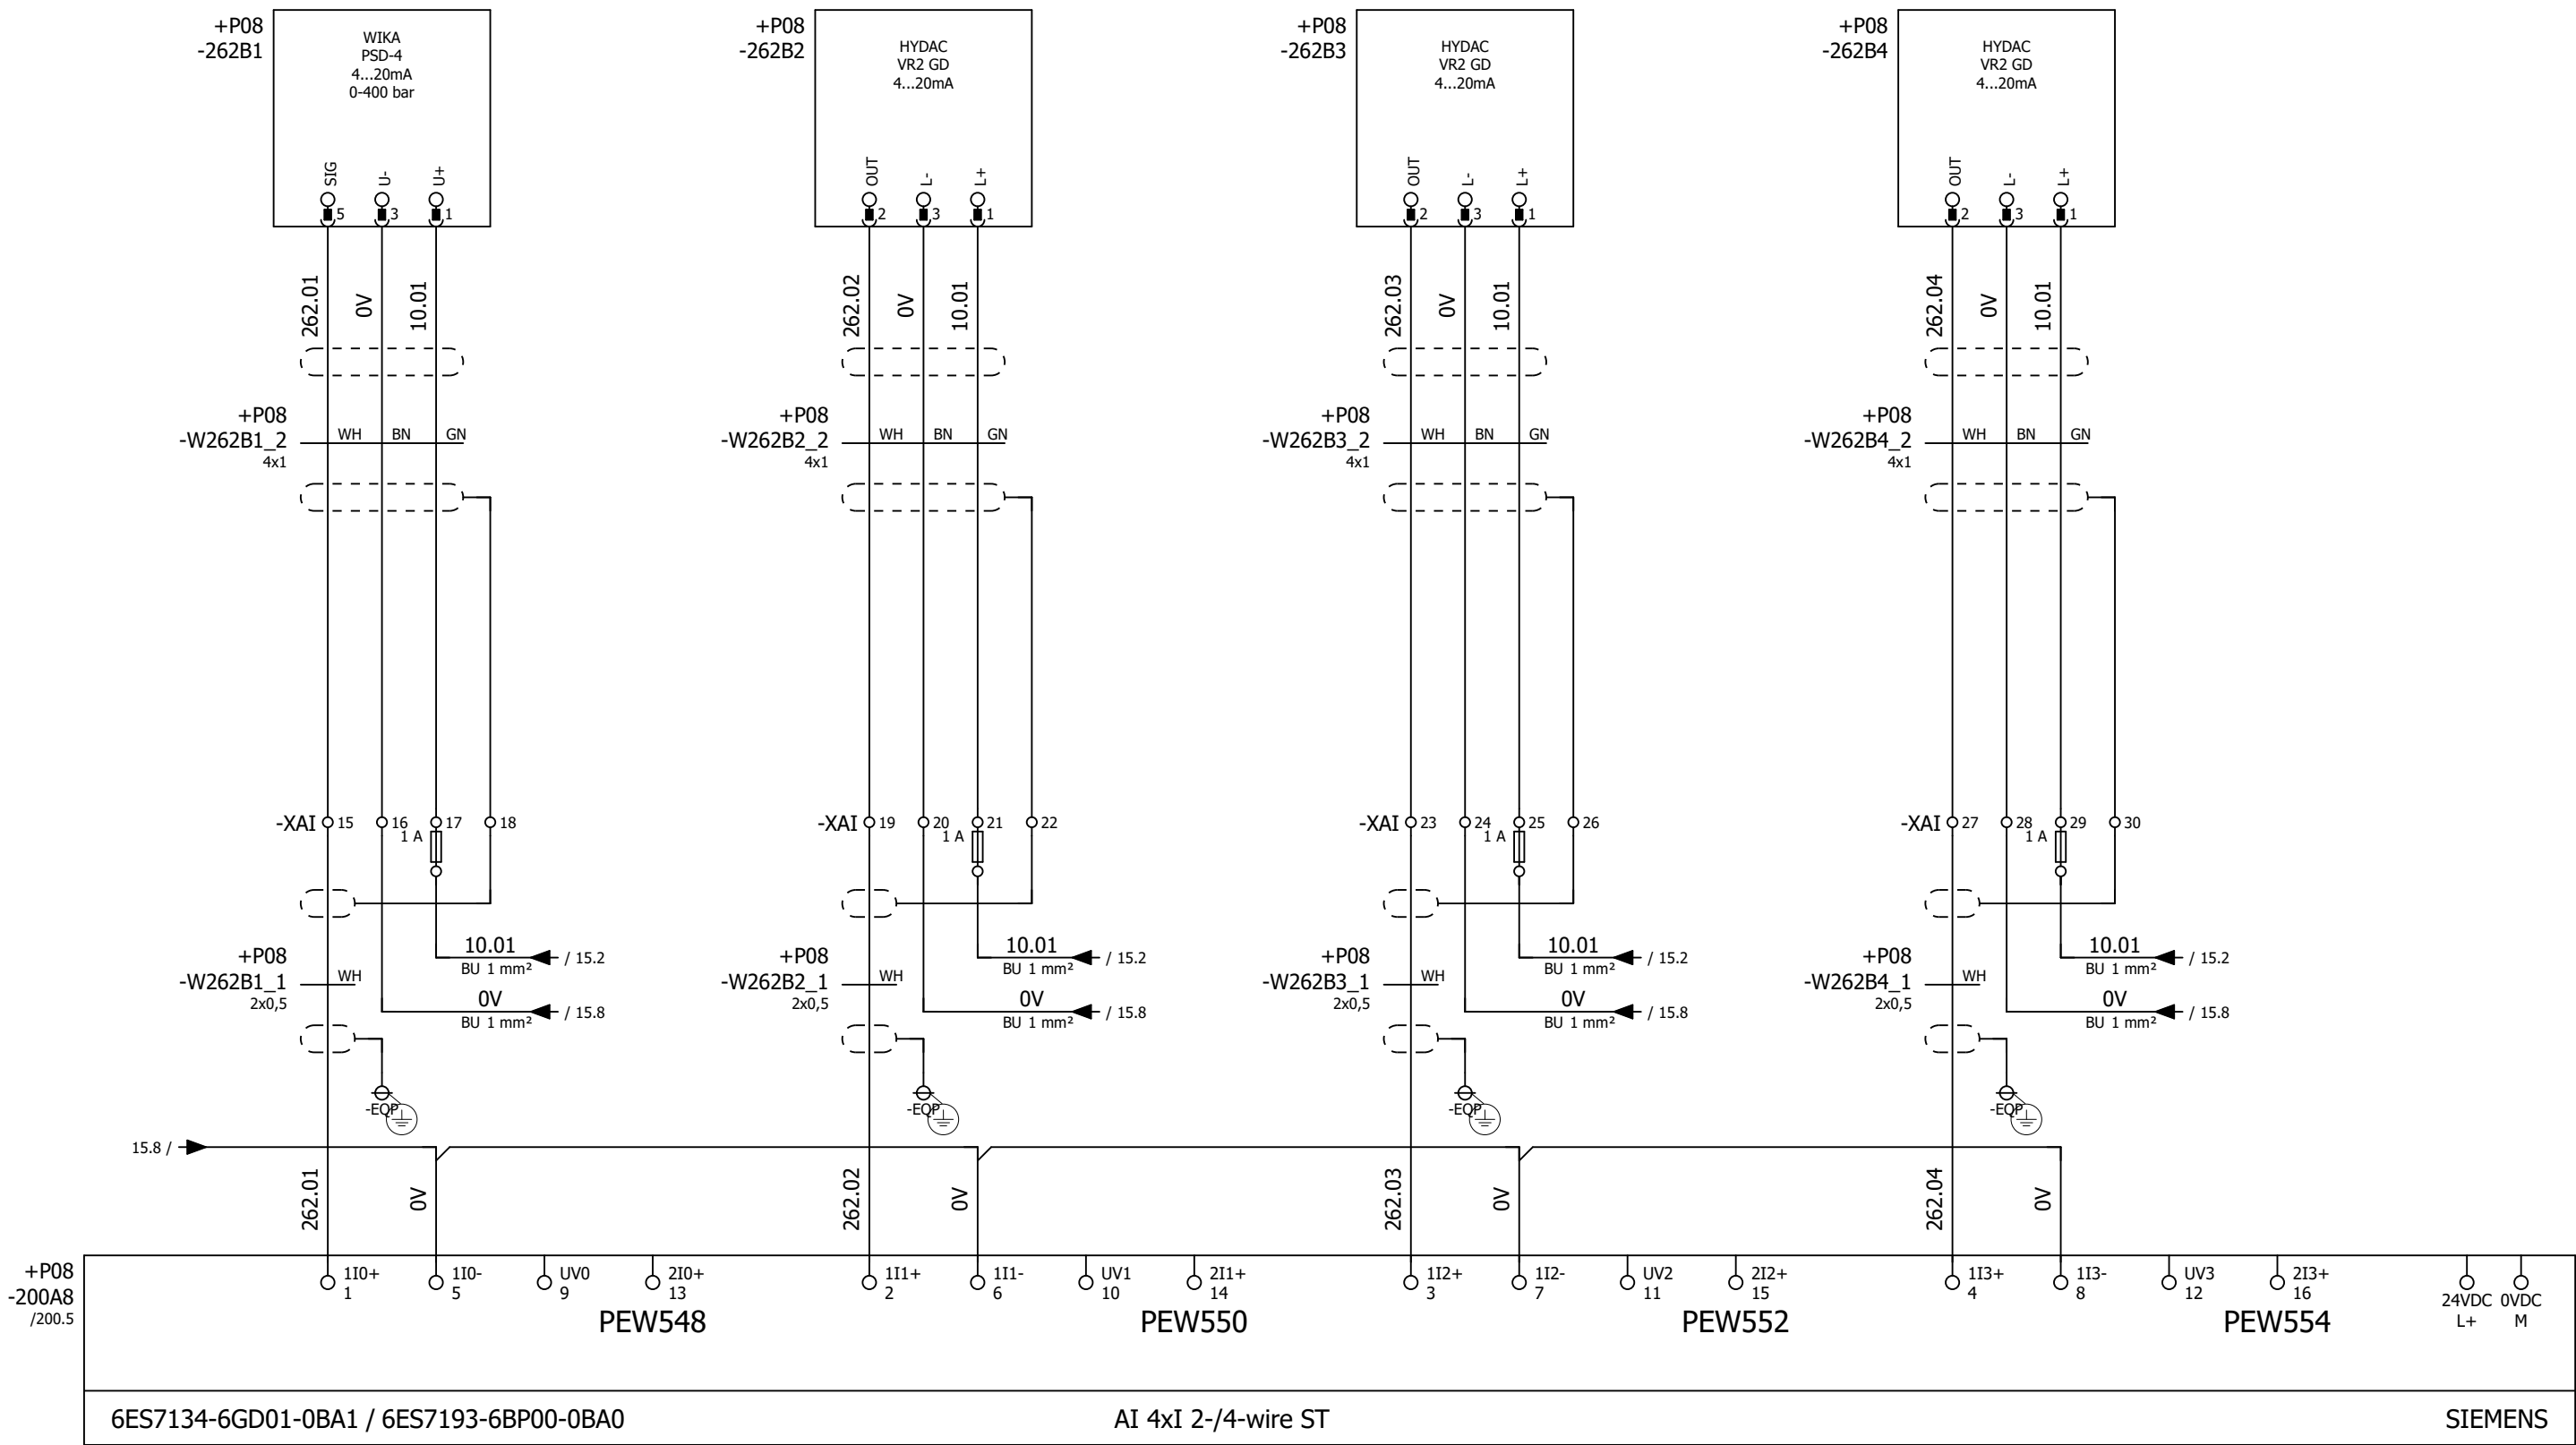 +P08
-262B1
WIKA
PSD-4
4...20mA
0-400 bar
SIG
U-
U+
5
3
1
+P08
-262B2
HYDAC
VR2 GD
4...20mA
OUT
L-
L+
2
3
1
+P08
-262B3
HYDAC
VR2 GD
4...20mA
OUT
L-
L+
2
3
1
+P08
-262B4
HYDAC
VR2 GD
4...20mA
OUT
L-
L+
2
3
1
262.01
0V
10.01
262.02
0V
10.01
262.03
0V
10.01
262.04
0V
10.01
+P08
-W262B1_2
4x1
WH
BN
GN
+P08
-W262B2_2
4x1
WH
BN
GN
+P08
-W262B3_2
4x1
WH
BN
GN
+P08
-W262B4_2
4x1
WH
BN
GN
-XAI
15
16
17
18
1 A
-XAI
19
20
21
22
1 A
-XAI
23
24
25
26
1 A
-XAI
27
28
29
30
1 A
10.01
BU 1 mm²
/ 15.2
10.01
BU 1 mm²
/ 15.2
10.01
BU 1 mm²
/ 15.2
10.01
BU 1 mm²
/ 15.2
+P08
-W262B1_1
2x0,5
WH
+P08
-W262B2_1
2x0,5
WH
+P08
-W262B3_1
2x0,5
WH
+P08
-W262B4_1
2x0,5
WH
0V
BU 1 mm²
/ 15.8
0V
BU 1 mm²
/ 15.8
0V
BU 1 mm²
/ 15.8
0V
BU 1 mm²
/ 15.8
-EQP
-EQP
-EQP
-EQP
15.8 /
262.01
0V
262.02
0V
262.03
0V
262.04
0V
+P08
-200A8
/200.5
1I0+
1
1I0-
5
UV0
9
2I0+
13
PEW548
1I1+
2
1I1-
6
UV1
10
2I1+
14
PEW550
1I2+
3
1I2-
7
UV2
11
2I2+
15
PEW552
1I3+
4
1I3-
8
UV3
12
2I3+
16
PEW554
24VDC
L+
0VDC
M
6ES7134-6GD01-0BA1 / 6ES7193-6BP00-0BA0
AI 4xI 2-/4-wire ST
SIEMENS